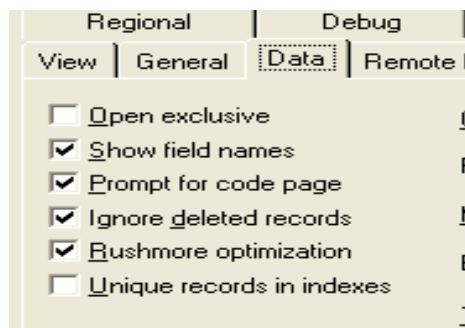 Regional Debug
View General Data Remote
Open exclusive
Show field names
Prompt for code page
Ignore deleted records
Rushmore optimization
Unique records in indexes